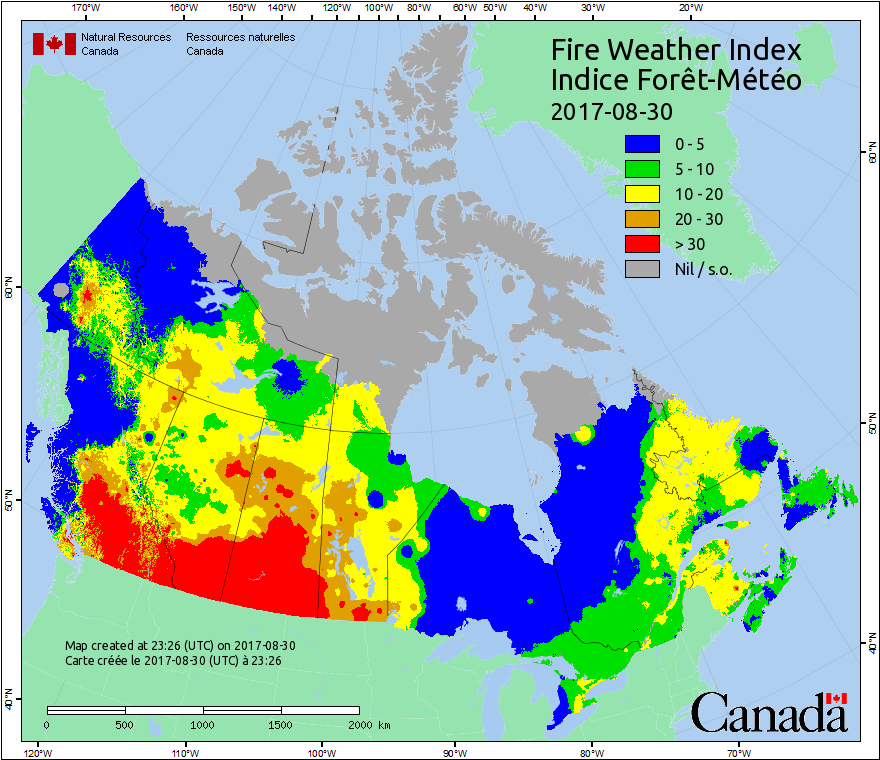 170°W 160°W 150°W 140°W 120°W 100°W 80°W 60°W 50°W 40°W 30°W 20°W
Natural Resources Canada
Ressources naturelles Canada
Fire Weather Index
Indice Forêt-Météo
2017-08-30
0 - 5
5 - 10
10 - 20
20 - 30
> 30
Nil / s.o.
60°N
50°N
40°N
60°N
50°N
40°N
Map created at 23:26 (UTC) on 2017-08-30
Carte créée le 2017-08-30 (UTC) à 23:26
0 500 1000 1500 2000 km
Canada
120°W 110°W 100°W 90°W 80°W 70°W